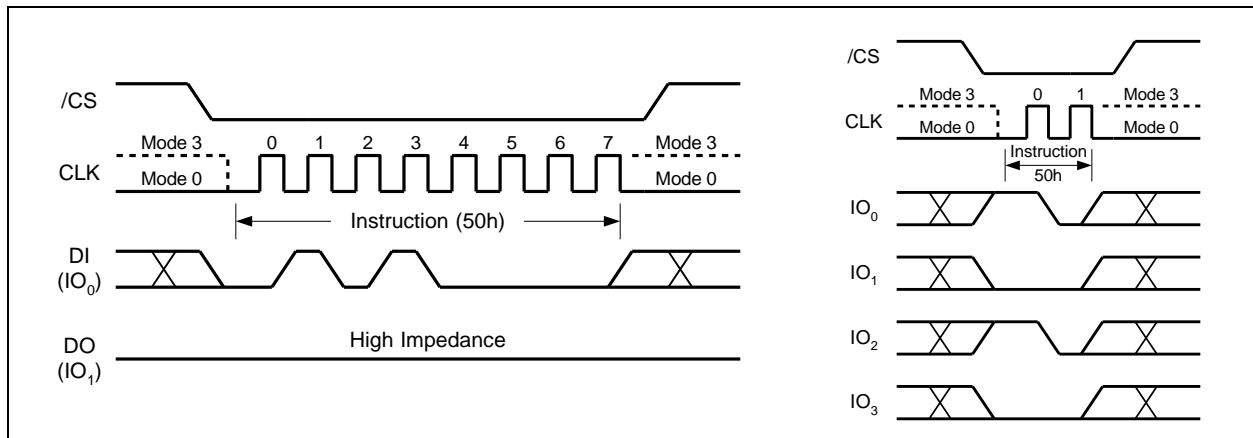 /CS
Mode 3 0 1 2 3 4 5 6 7 Mode 3
CLK
Mode 0 Mode 0
Instruction (50h)
DI
(IO0)
High Impedance
DO
(IO1)
/CS
Mode 3 0 1 Mode 3
CLK
Mode 0 Mode 0
Instruction
50h
IO0
IO1
IO2
IO3